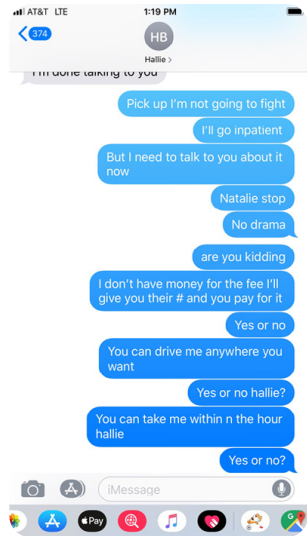 AT&T LTE 1:19 PM
374
HB
Hallie >
I'm done talking to you
Pick up I'm not going to fight
I'll go inpatient
But I need to talk to you about it
now
Natalie stop
No drama
are you kidding
I don't have money for the fee I'll
give you their # and you pay for it
Yes or no
You can drive me anywhere you
want
Yes or no hallie?
You can take me within n the hour
hallie
Yes or no?
iMessage
Pay